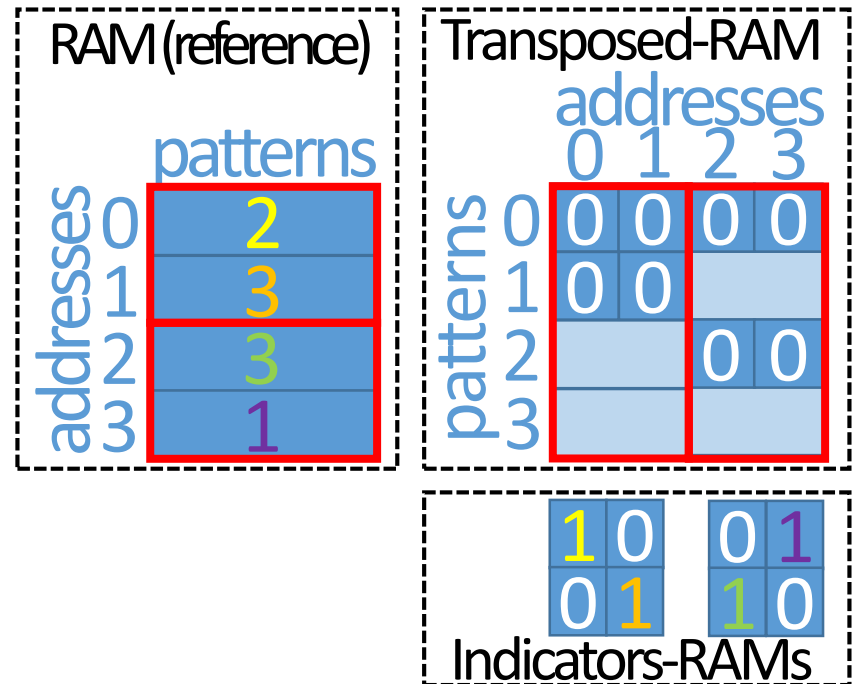 RAM (reference)
patterns
addresses
0 2
1 3
2 3
3 1
Transposed-RAM
addresses
0 1 2 3
patterns
0 0 0 0 0
1 0 0
2 0 0
3
1 0 0 1
0 1 1 0
Indicators-RAMs